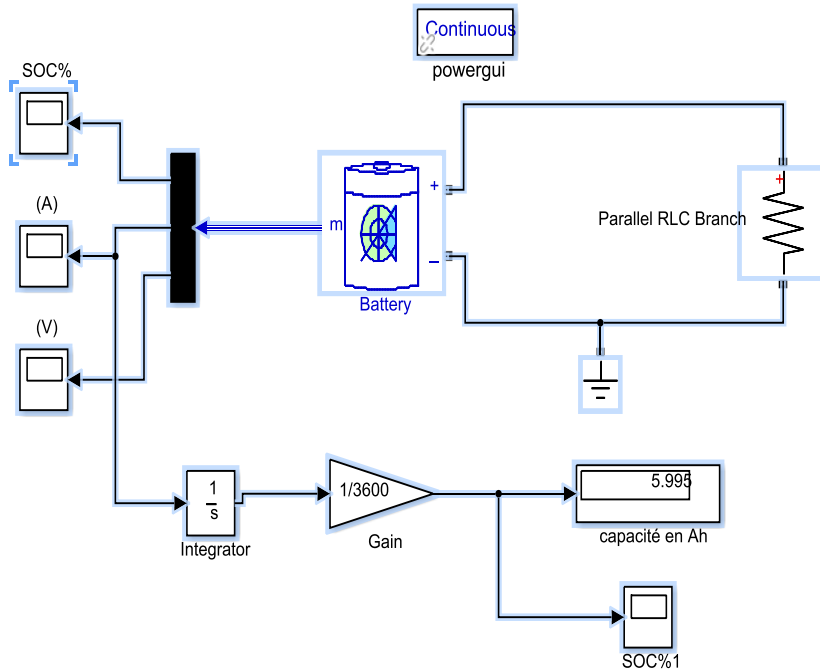 Continuous
powergui
SOC%
(A)
(V)
m
+
−
Battery
+
Parallel RLC Branch
1
s
Integrator
1/3600
Gain
5.995
capacité en Ah
SOC%1